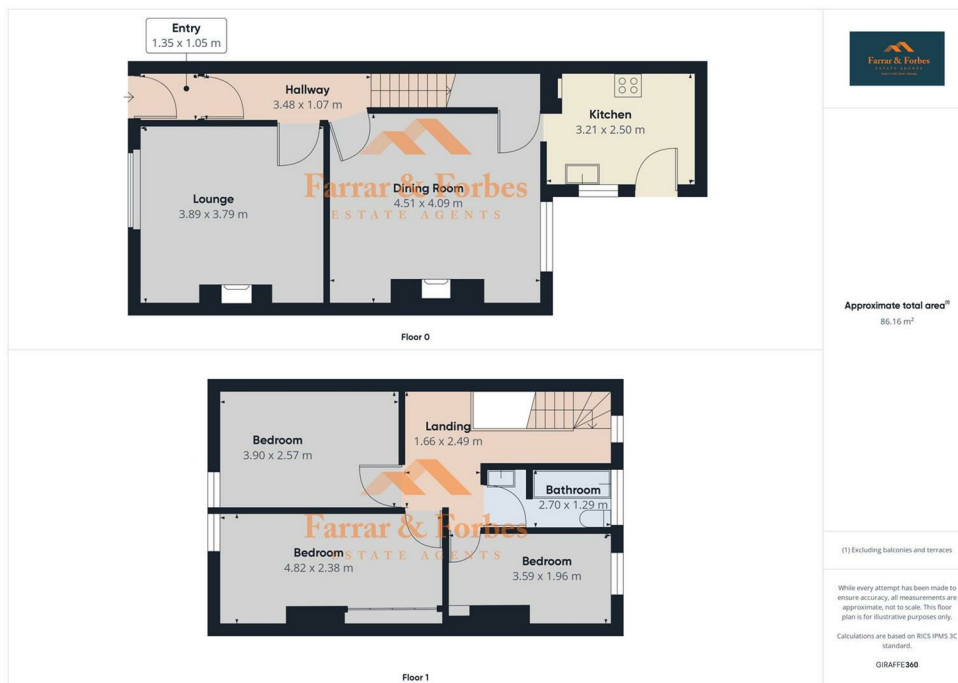 Entry
1.35 x 1.05 m
Hallway
3.48 x 1.07 m
Kitchen
3.21 x 2.50 m
Lounge
3.89 x 3.79 m
Dining Room
4.51 x 4.09 m
Farrar & Forbes
ESTATE AGENTS
Floor 0
Landing
1.66 x 2.49 m
Bedroom
3.90 x 2.57 m
Bathroom
2.70 x 1.29 m
Farrar & Forbes
ESTATE AGENTS
Bedroom
4.82 x 2.38 m
Bedroom
3.59 x 1.96 m
Floor 1
Farrar & Forbes
ESTATE AGENTS
Approximate total area(1)
86.16 m²
(1) Excluding balconies and terraces
While every attempt has been made to
ensure accuracy, all measurements are
approximate, not to scale. This floor
plan is for illustrative purposes only.
Calculations are based on RICS IPMS 3C
standard.
GIRAFFE360